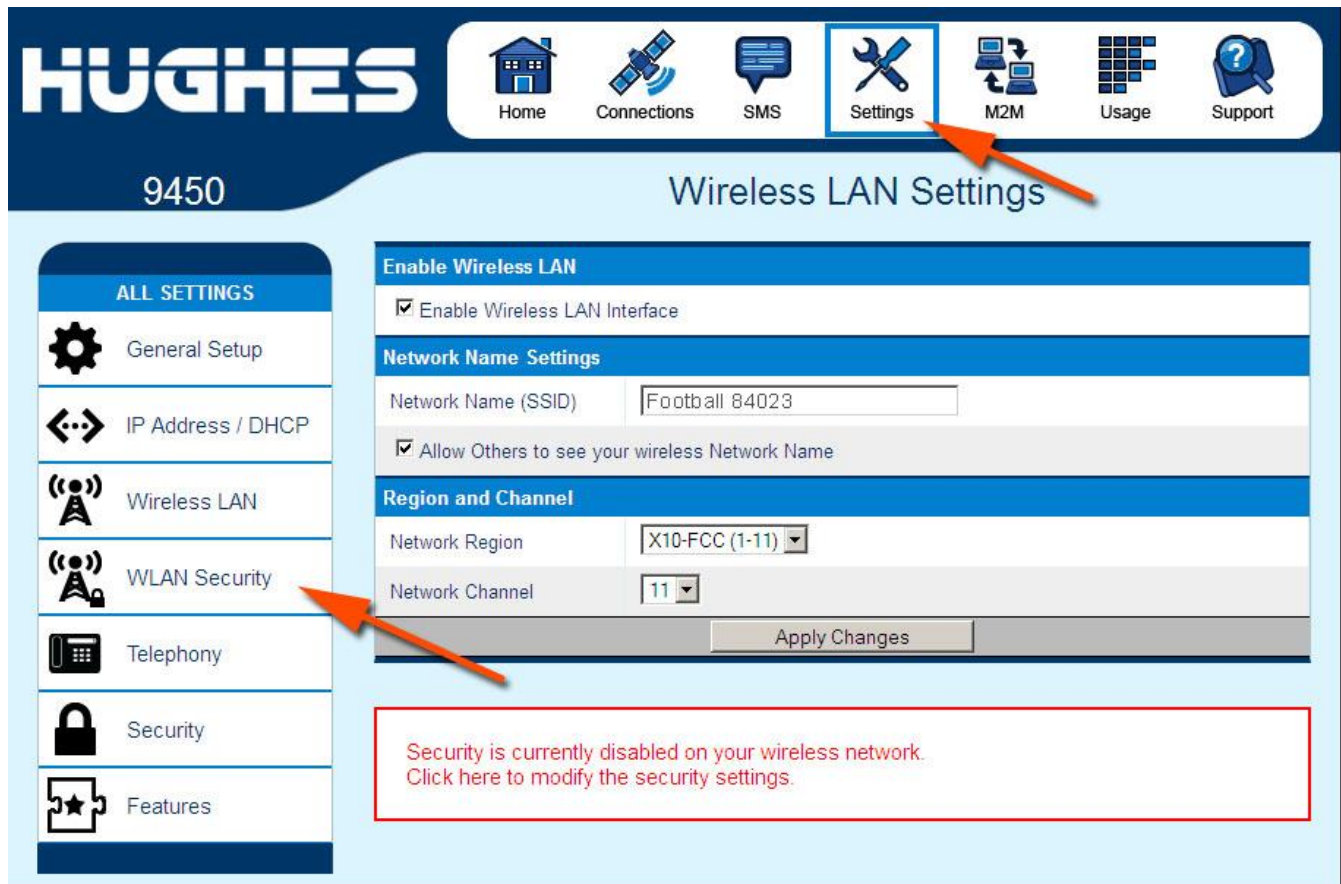 HUGHES
Home Connections SMS Settings M2M Usage Support
9450
Wireless LAN Settings
ALL SETTINGS
General Setup
IP Address / DHCP
Wireless LAN
WLAN Security
Telephony
Security
Features
Enable Wireless LAN
Enable Wireless LAN Interface
Network Name Settings
Network Name (SSID) Football 84023
Allow Others to see your wireless Network Name
Region and Channel
Network Region X10-FCC (1-11)
Network Channel 11
Apply Changes
Security is currently disabled on your wireless network.
Click here to modify the security settings.